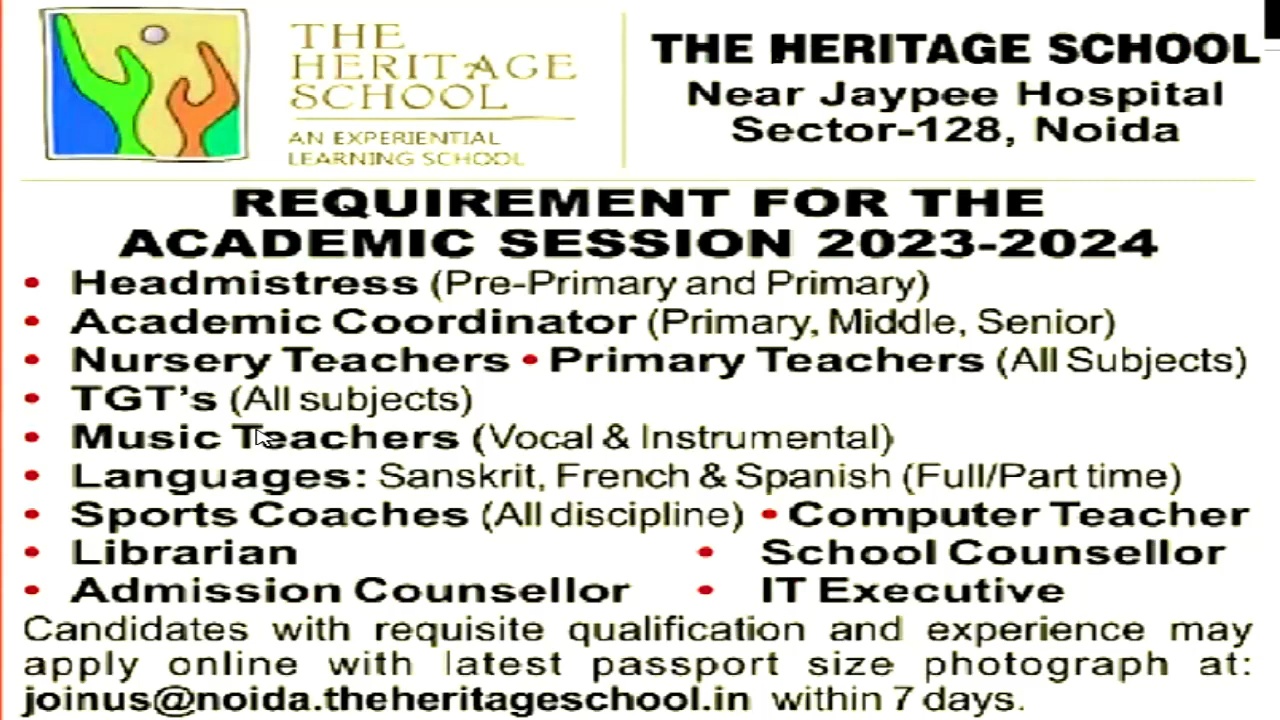 THE
HERITAGE
SCHOOL
AN EXPERIENTIAL
LEARNING SCHOOL
THE HERITAGE SCHOOL
Near Jaypee Hospital
Sector-128, Noida
REQUIREMENT FOR THE
ACADEMIC SESSION 2023-2024
• Headmistress (Pre-Primary and Primary)
• Academic Coordinator (Primary, Middle, Senior)
• Nursery Teachers • Primary Teachers (All Subjects)
• TGT's (All subjects)
• Music Teachers (Vocal & Instrumental)
• Languages: Sanskrit, French & Spanish (Full/Part time)
• Sports Coaches (All discipline) • Computer Teacher
• Librarian • School Counsellor
• Admission Counsellor • IT Executive
Candidates with requisite qualification and experience may
apply online with latest passport size photograph at:
joinus@noida.theheritageschool.in within 7 days.